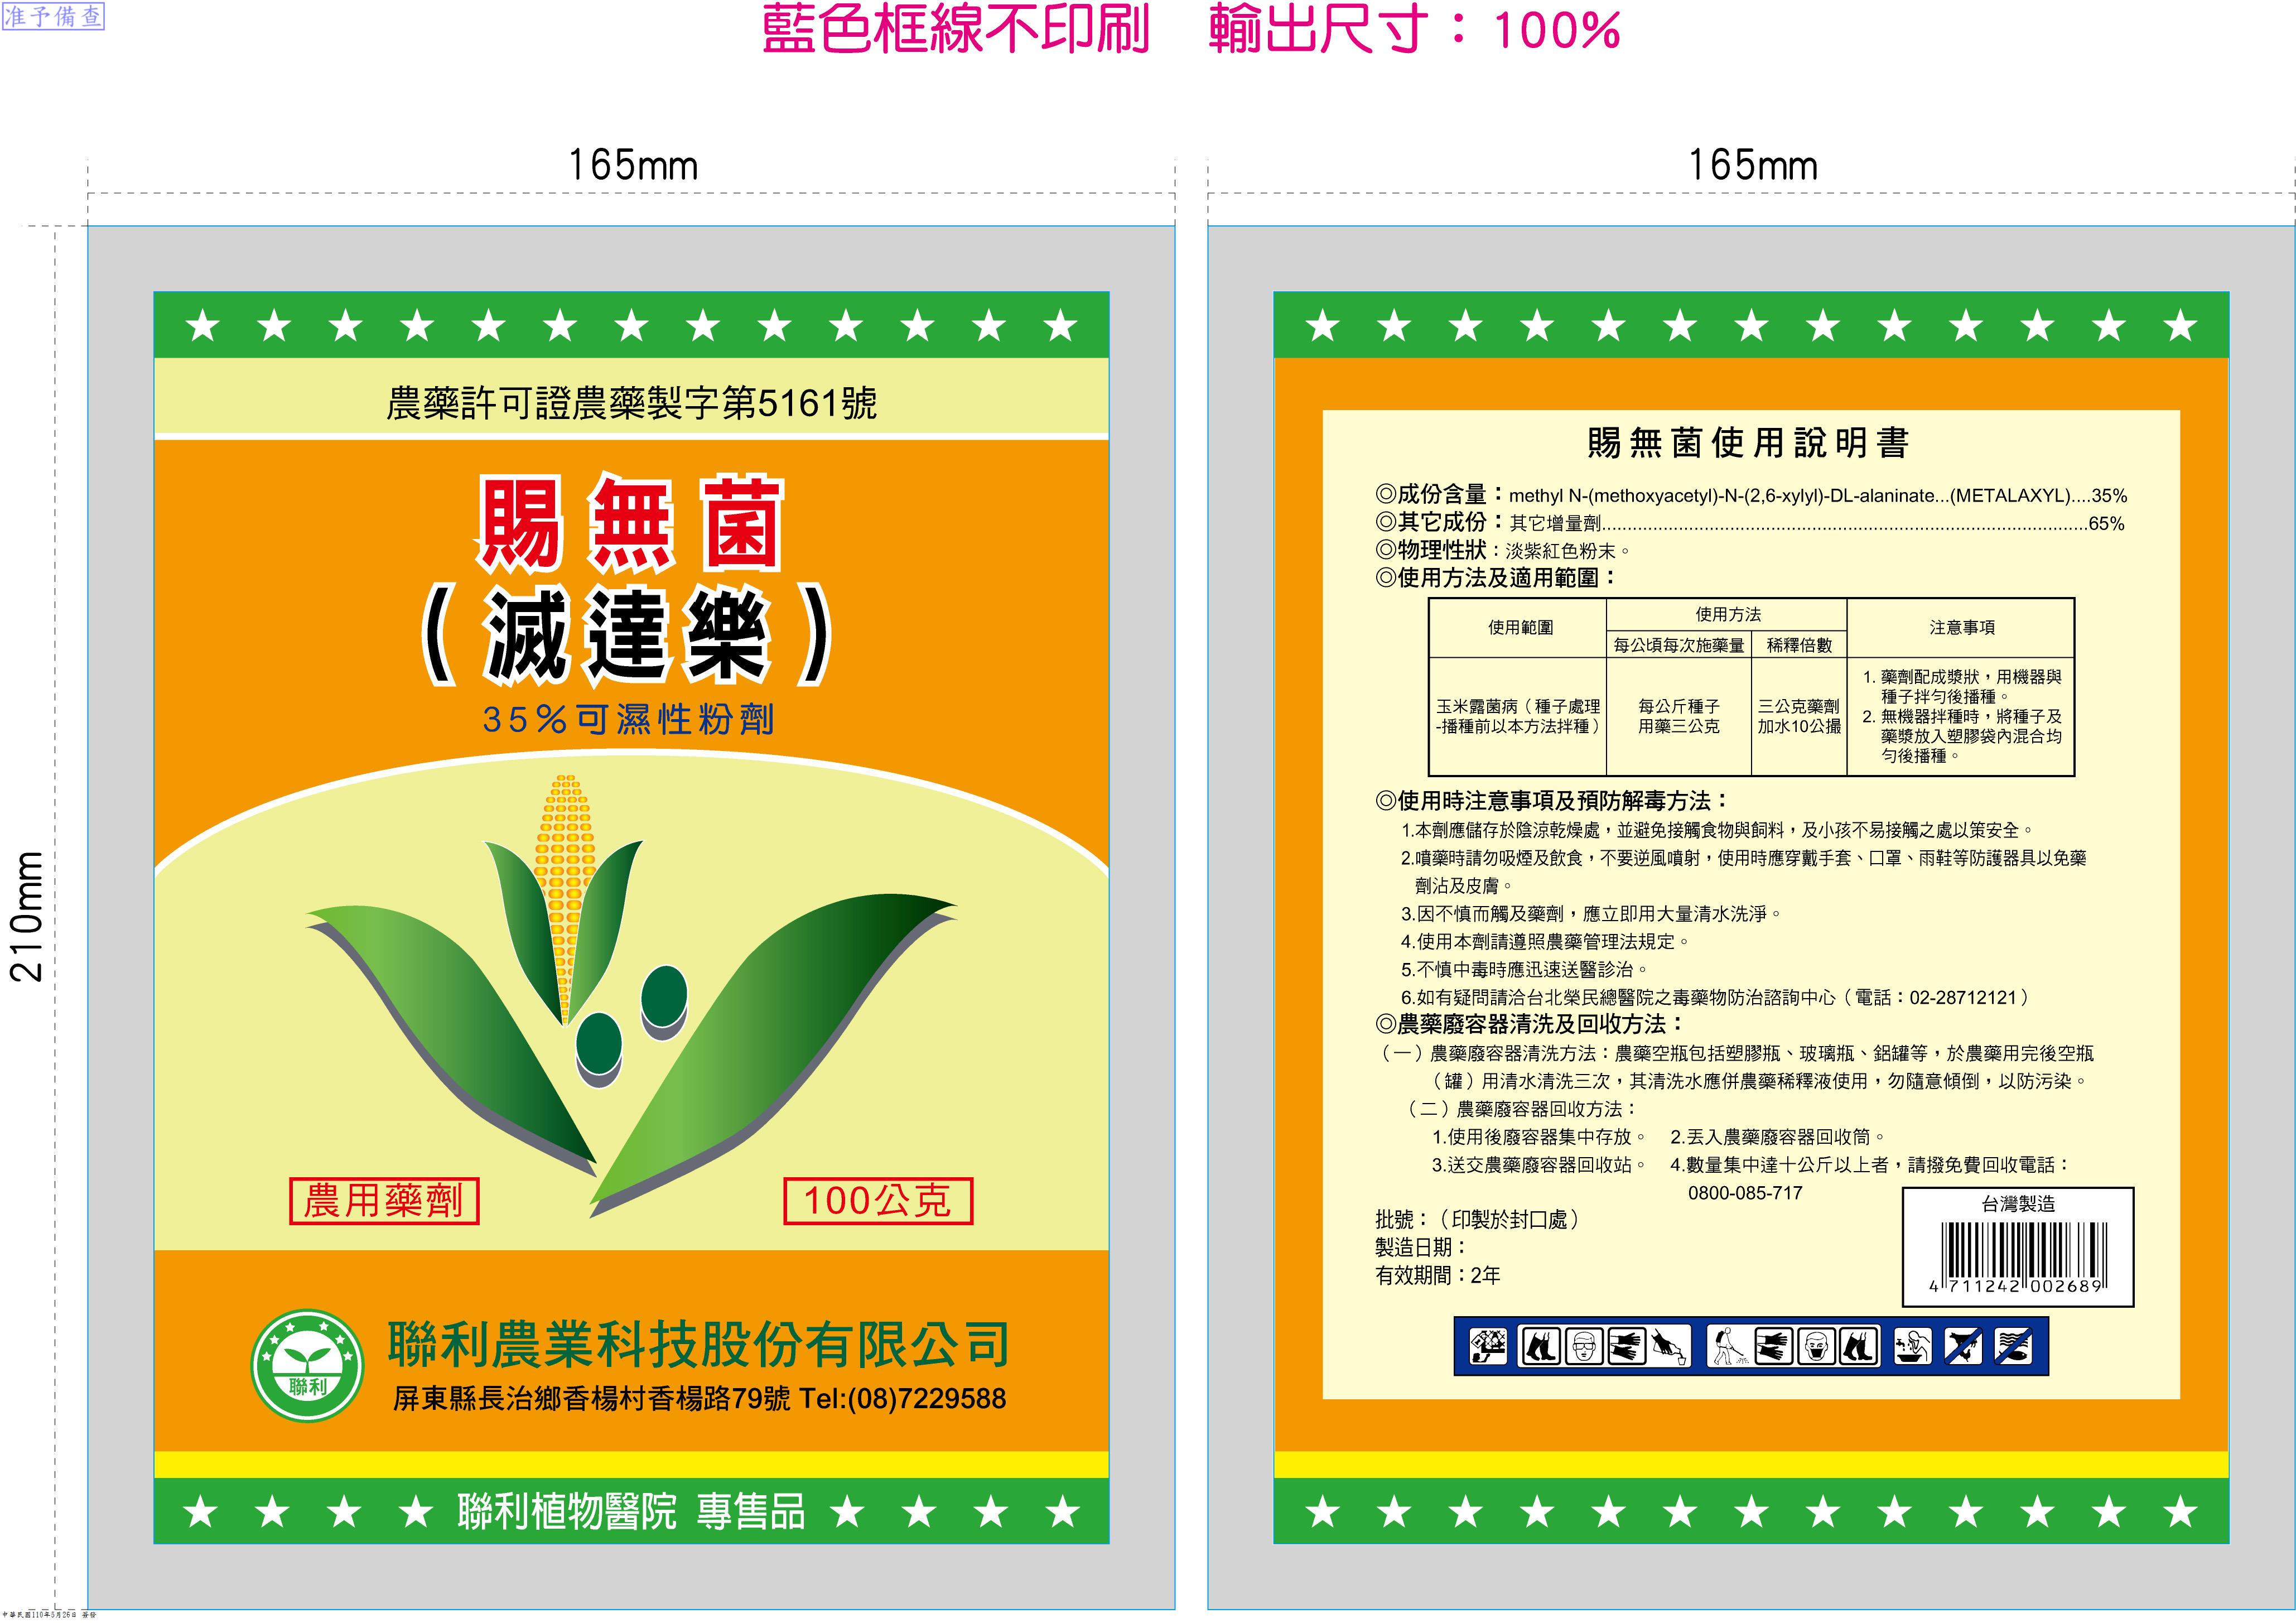 准予備查
藍色框線不印刷　輸出尺寸：100%
165mm
165mm
210mm
農藥許可證農藥製字第5161號
賜無菌
(滅達樂)
35%可濕性粉劑
農用藥劑
100公克
聯利
聯利農業科技股份有限公司
屏東縣長治鄉香楊村香楊路79號 Tel:(08)7229588
聯利植物醫院 專售品
賜無菌使用說明書
◎成份含量：methyl N-(methoxyacetyl)-N-(2,6-xylyl)-DL-alaninate...(METALAXYL)....35%
◎其它成份：其它增量劑...............................................................................................65%
◎物理性狀：淡紫紅色粉末。
◎使用方法及適用範圍：
使用範圍
使用方法
注意事項
每公頃每次施藥量
稀釋倍數
玉米露菌病（種子處理
-播種前以本方法拌種）
每公斤種子
用藥三公克
三公克藥劑
加水10公撮
1. 藥劑配成漿狀，用機器與
種子拌勻後播種。
2. 無機器拌種時，將種子及
藥漿放入塑膠袋內混合均
勻後播種。
◎使用時注意事項及預防解毒方法：
1.本劑應儲存於陰涼乾燥處，並避免接觸食物與飼料，及小孩不易接觸之處以策安全。
2.噴藥時請勿吸煙及飲食，不要逆風噴射，使用時應穿戴手套、口罩、雨鞋等防護器具以免藥
劑沾及皮膚。
3.因不慎而觸及藥劑，應立即用大量清水洗淨。
4.使用本劑請遵照農藥管理法規定。
5.不慎中毒時應迅速送醫診治。
6.如有疑問請洽台北榮民總醫院之毒藥物防治諮詢中心（電話：02-28712121）
◎農藥廢容器清洗及回收方法：
（一）農藥廢容器清洗方法：農藥空瓶包括塑膠瓶、玻璃瓶、鋁罐等，於農藥用完後空瓶
（罐）用清水清洗三次，其清洗水應併農藥稀釋液使用，勿隨意傾倒，以防污染。
（二）農藥廢容器回收方法：
1.使用後廢容器集中存放。 2.丟入農藥廢容器回收筒。
3.送交農藥廢容器回收站。 4.數量集中達十公斤以上者，請撥免費回收電話：
0800-085-717
批號：（印製於封口處）
製造日期：
有效期間：2年
台灣製造
4 711242 002689
中華民國110年5月26日 簽發